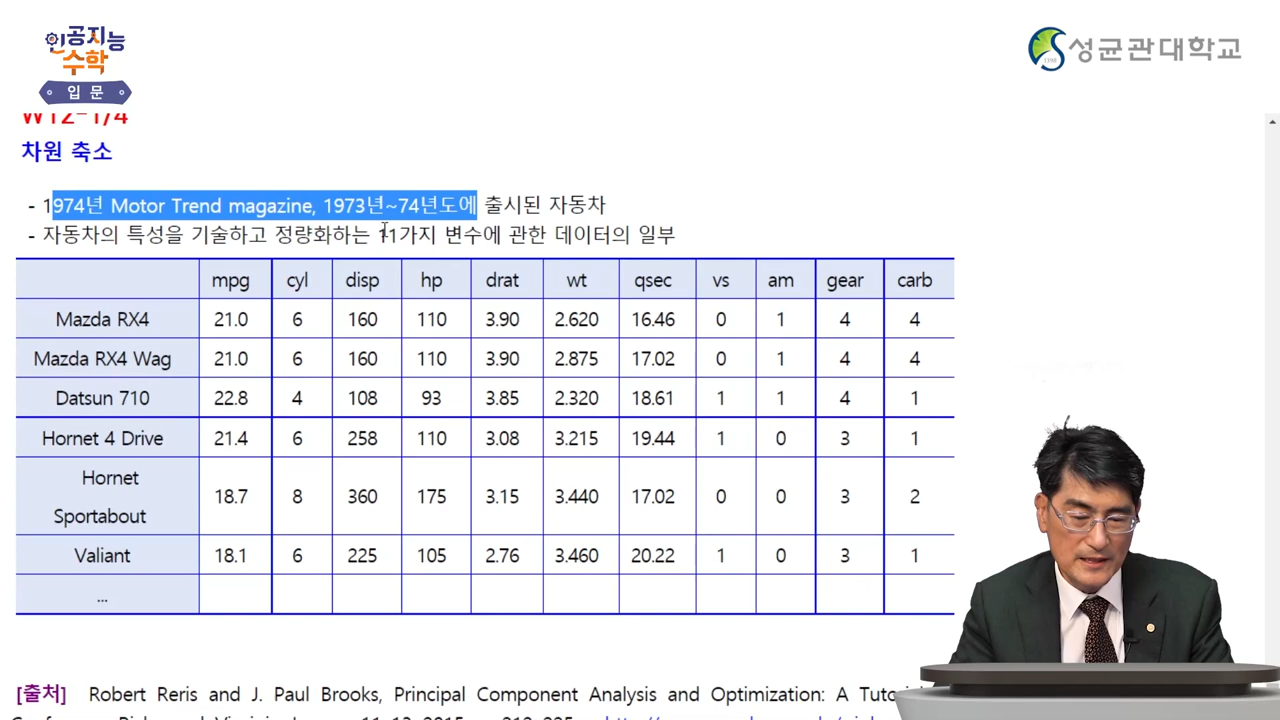 인공지능
수학
입문
성균관대학교
1398
W12-1/4
차원 축소
- 1974년 Motor Trend magazine, 1973년~74년도에 출시된 자동차
- 자동차의 특성을 기술하고 정량화하는 11가지 변수에 관한 데이터의 일부
mpg cyl disp hp drat wt qsec vs am gear carb
Mazda RX4 21.0 6 160 110 3.90 2.620 16.46 0 1 4 4
Mazda RX4 Wag 21.0 6 160 110 3.90 2.875 17.02 0 1 4 4
Datsun 710 22.8 4 108 93 3.85 2.320 18.61 1 1 4 1
Hornet 4 Drive 21.4 6 258 110 3.08 3.215 19.44 1 0 3 1
Hornet
Sportabout 18.7 8 360 175 3.15 3.440 17.02 0 0 3 2
Valiant 18.1 6 225 105 2.76 3.460 20.22 1 0 3 1
...
[출처] Robert Reris and J. Paul Brooks, Principal Component Analysis and Optimization: A